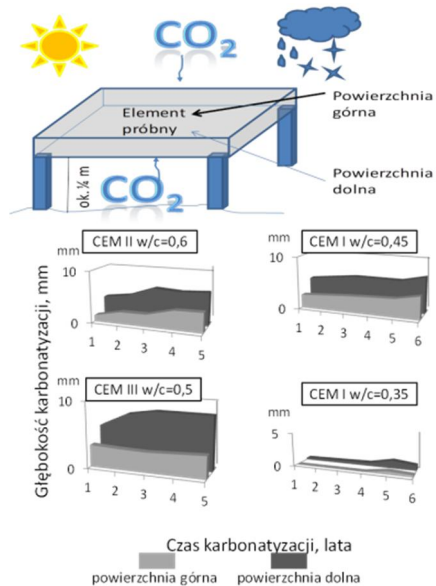 CO2
Element
próbny
Powierzchnia
górna
Powierzchnia
dolna
ok.¼ m
CO2
Głębokość karbonatyzacji, mm
mm
CEM II w/c=0,6
10
0
1 2 3 4 5
mm
CEM I w/c=0,45
10
5
0
1 2 3 4 5 6
mm
CEM III w/c=0,5
10
0
1 2 3 4 5
mm
CEM I w/c=0,35
5
0
1 2 3 4 5 6
Czas karbonatyzacji, lata
powierzchnia górna
powierzchnia dolna